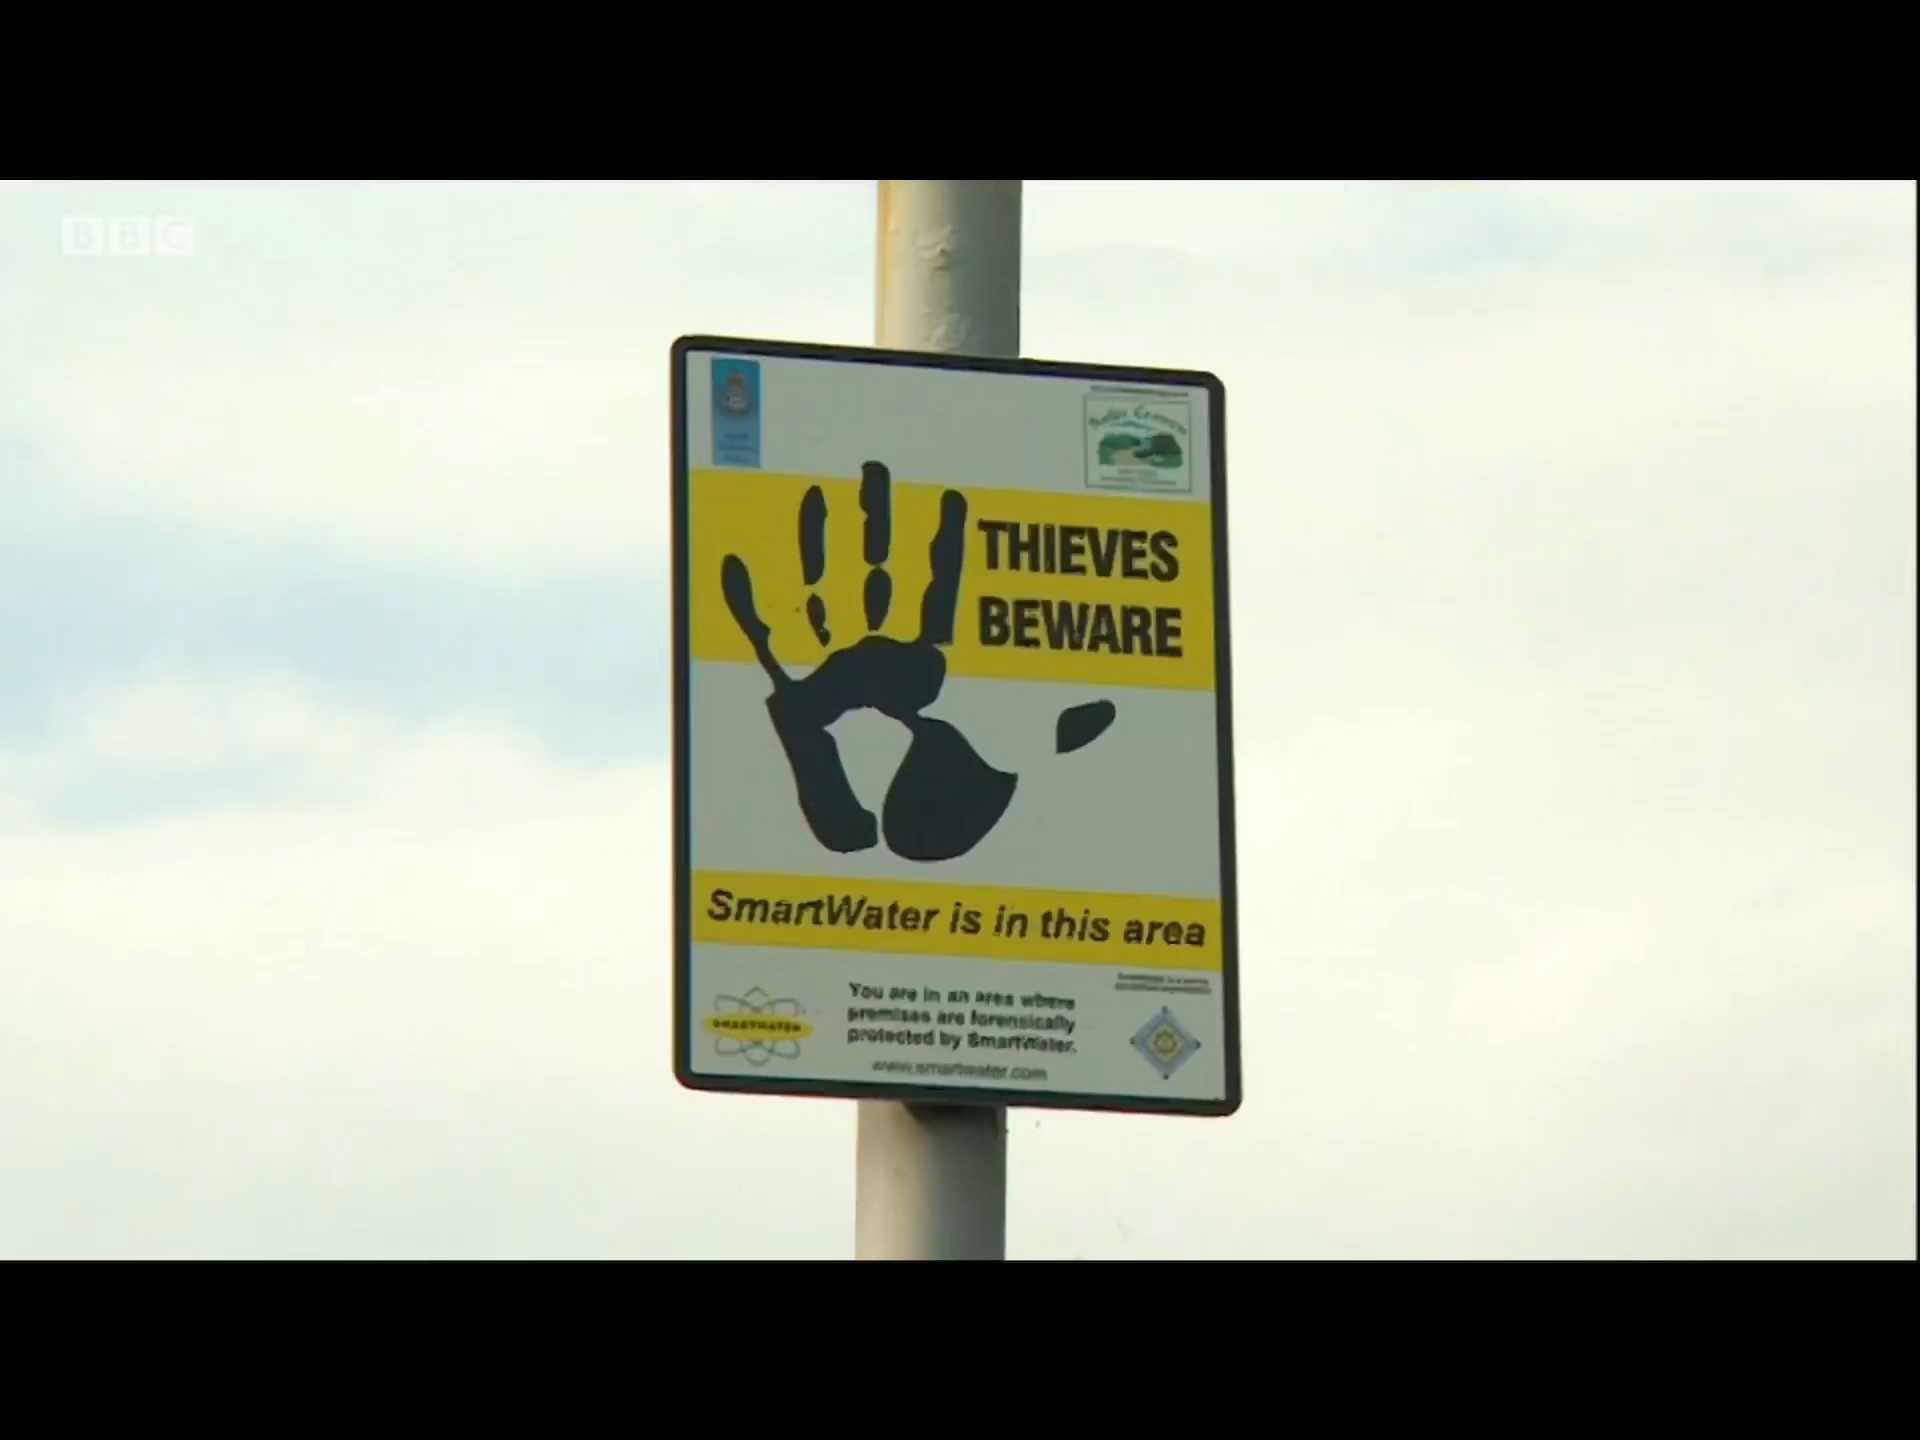 BBC
THIEVES
BEWARE
SmartWater is in this area
SMARTWATER
You are in an area where
premises are forensically
protected by SmartWater.
www.smartwater.com